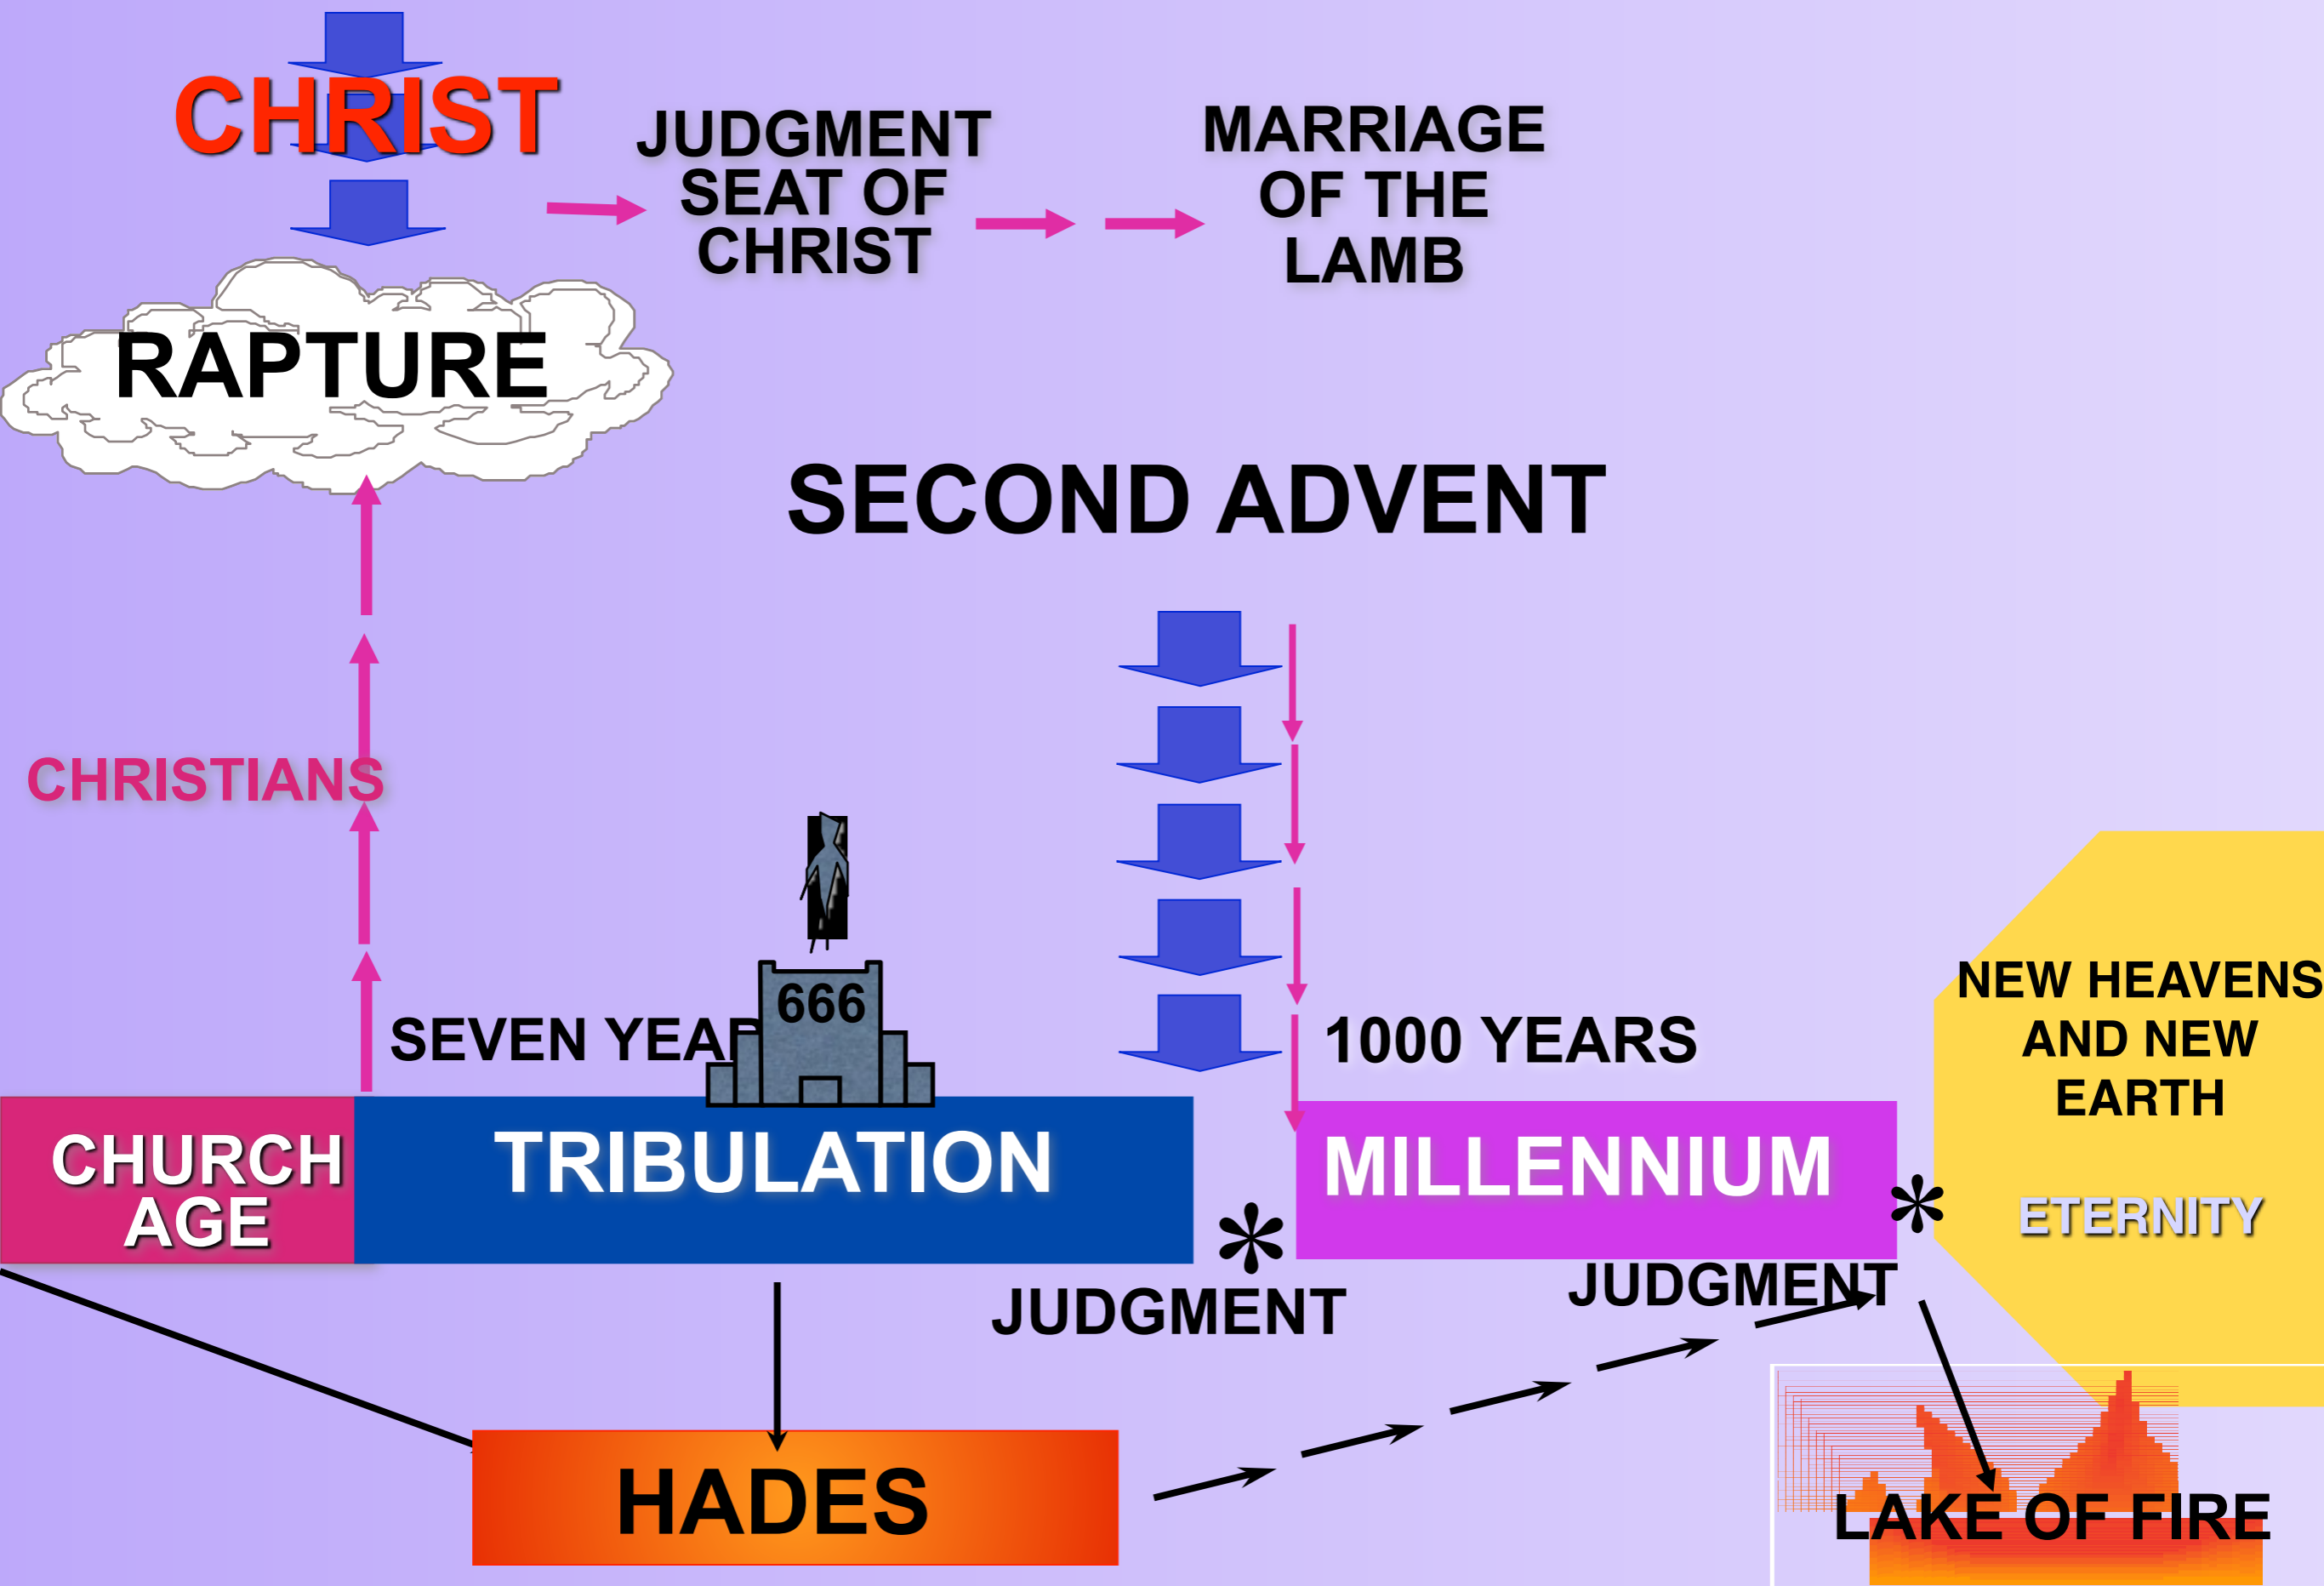 CHRIST
JUDGMENT
SEAT OF
CHRIST
MARRIAGE
OF THE
LAMB
RAPTURE
SECOND ADVENT
CHRISTIANS
666
SEVEN YEAR
1000 YEARS
NEW HEAVENS
AND NEW
EARTH
ETERNITY
CHURCH
AGE
TRIBULATION
MILLENNIUM
*
*
JUDGMENT
JUDGMENT
HADES
LAKE OF FIRE